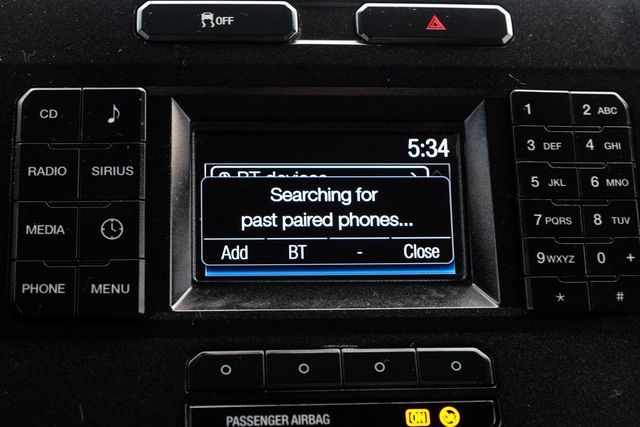 OFF
CD
RADIO SIRIUS
MEDIA
PHONE MENU
5:34
BT devices
Searching for
past paired phones...
Add BT - Close
1 2 ABC
3 DEF 4 GHI
5 JKL 6 MNO
7 PQRS 8 TUV
9 WXYZ 0 +
* #
PASSENGER AIRBAG ON